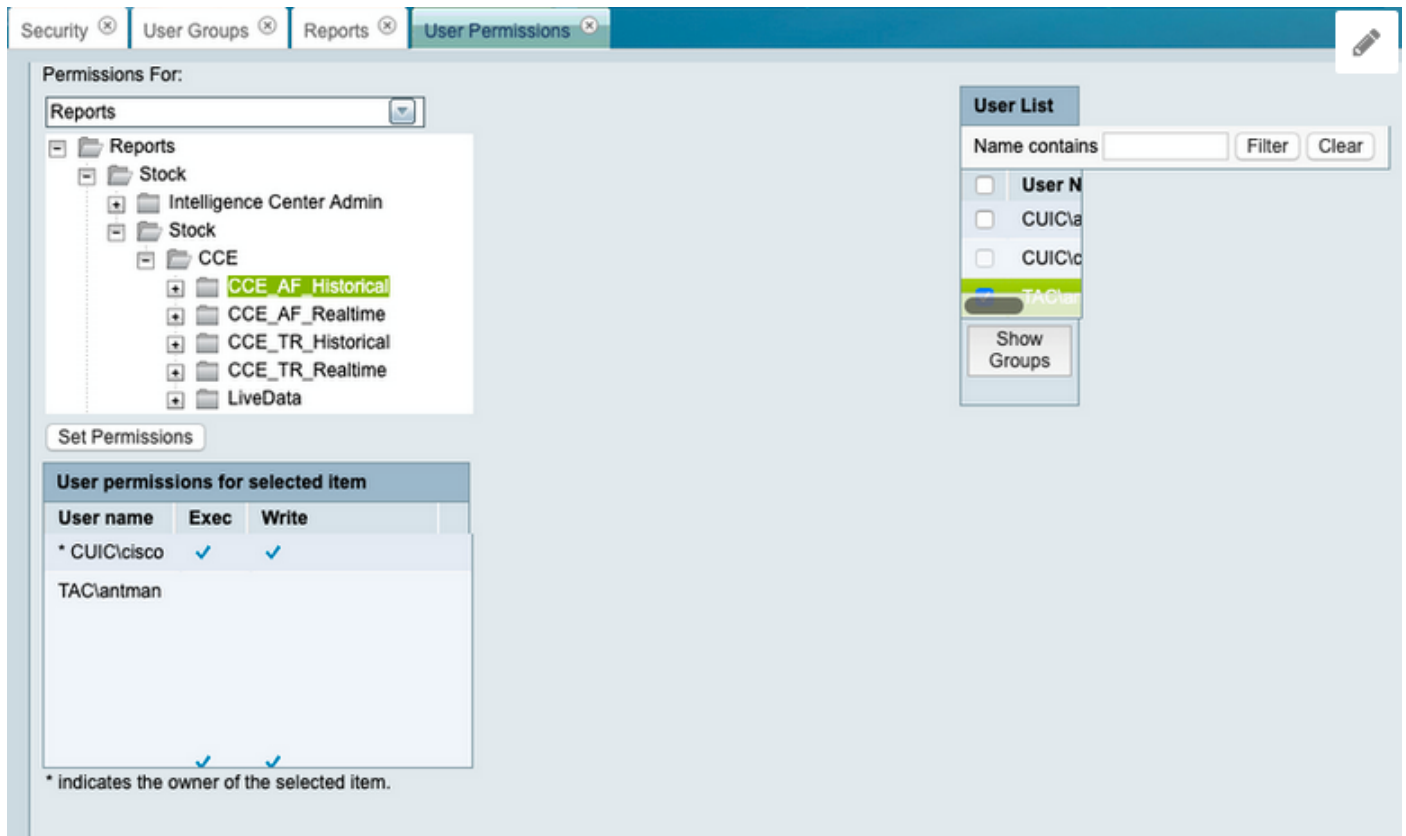 Security User Groups Reports User Permissions
Permissions For:
Reports
Reports
Stock
Intelligence Center Admin
Stock
CCE
CCE_AF_Historical
CCE_AF_Realtime
CCE_TR_Historical
CCE_TR_Realtime
LiveData
Set Permissions
User permissions for selected item
User name Exec Write
* CUIC\cisco
TAC\antman
* indicates the owner of the selected item.
User List
Name contains Filter Clear
User N
CUIC\a
CUIC\c
TAC\an
Show
Groups